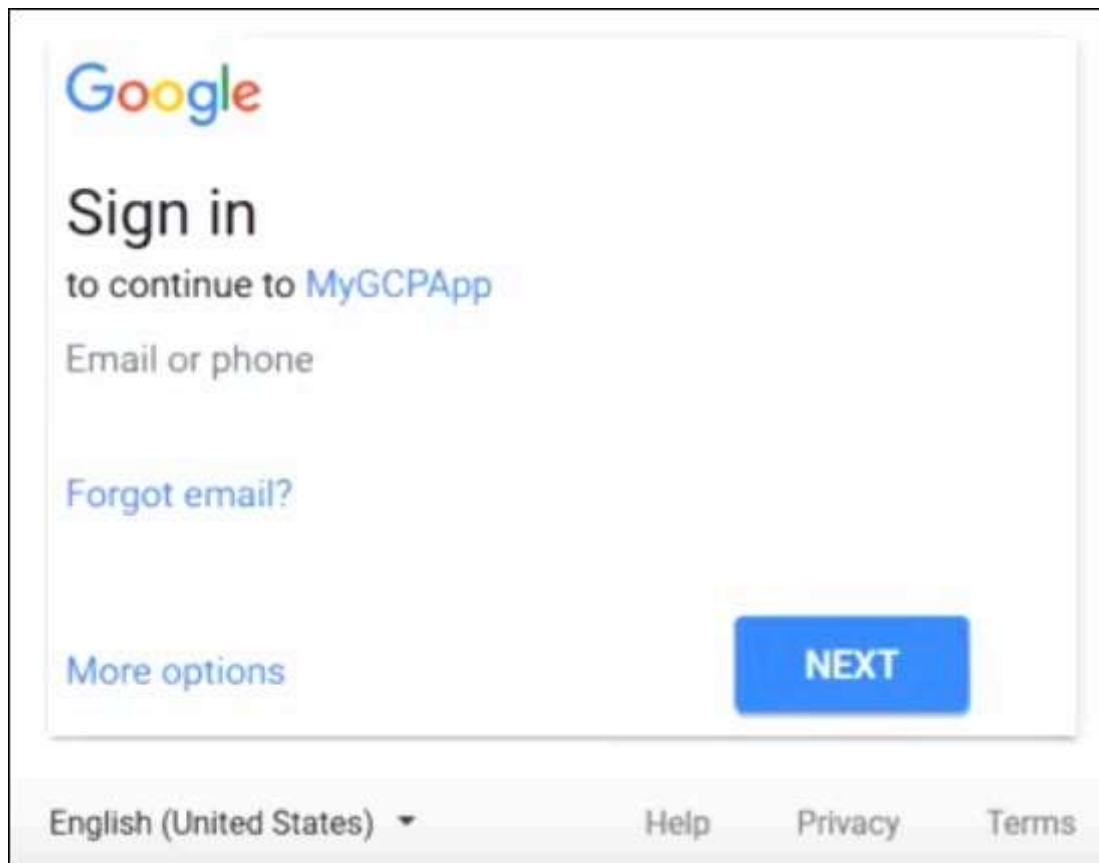 Google
Sign in
to continue to MyGCPApp
Email or phone
Forgot email?
More options
NEXT
English (United States)
Help Privacy Terms